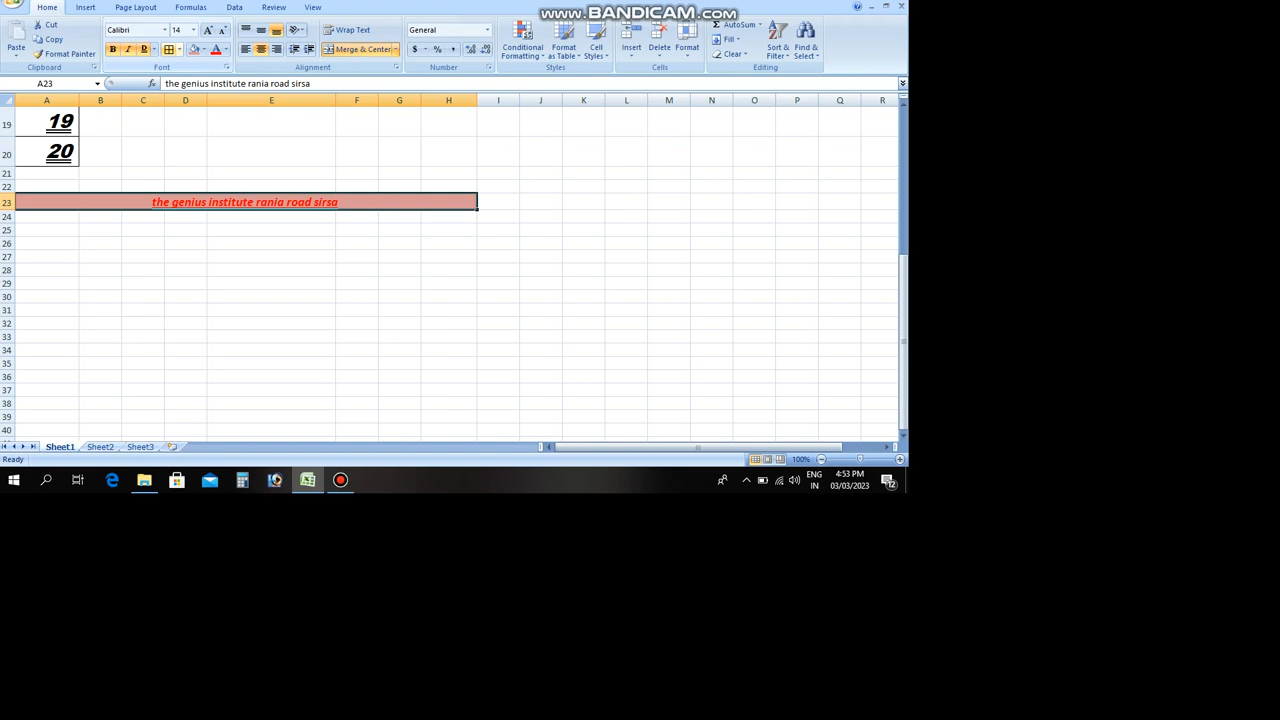 www.BANDICAM.com
Home Insert Page Layout Formulas Data Review View
Cut
Copy
Format Painter
Paste
Clipboard
Calibri 14
B I D
Font
Wrap Text
Merge & Center
Alignment
General
$ % ,
Number
Conditional Formatting
Format as Table
Cell Styles
Styles
Insert Delete Format
Cells
Σ AutoSum
Fill
Clear
Sort & Filter
Find & Select
Editing
A23 fx the genius institute rania road sirsa
A B C D E F G H I J K L M N O P Q R
19 19
20 20
21
22
23 the genius institute rania road sirsa
24
25
26
27
28
29
30
31
32
33
34
35
36
37
38
39
40
Sheet1 Sheet2 Sheet3
Ready 100%
ENG 4:53 PM
IN 03/03/2023 12